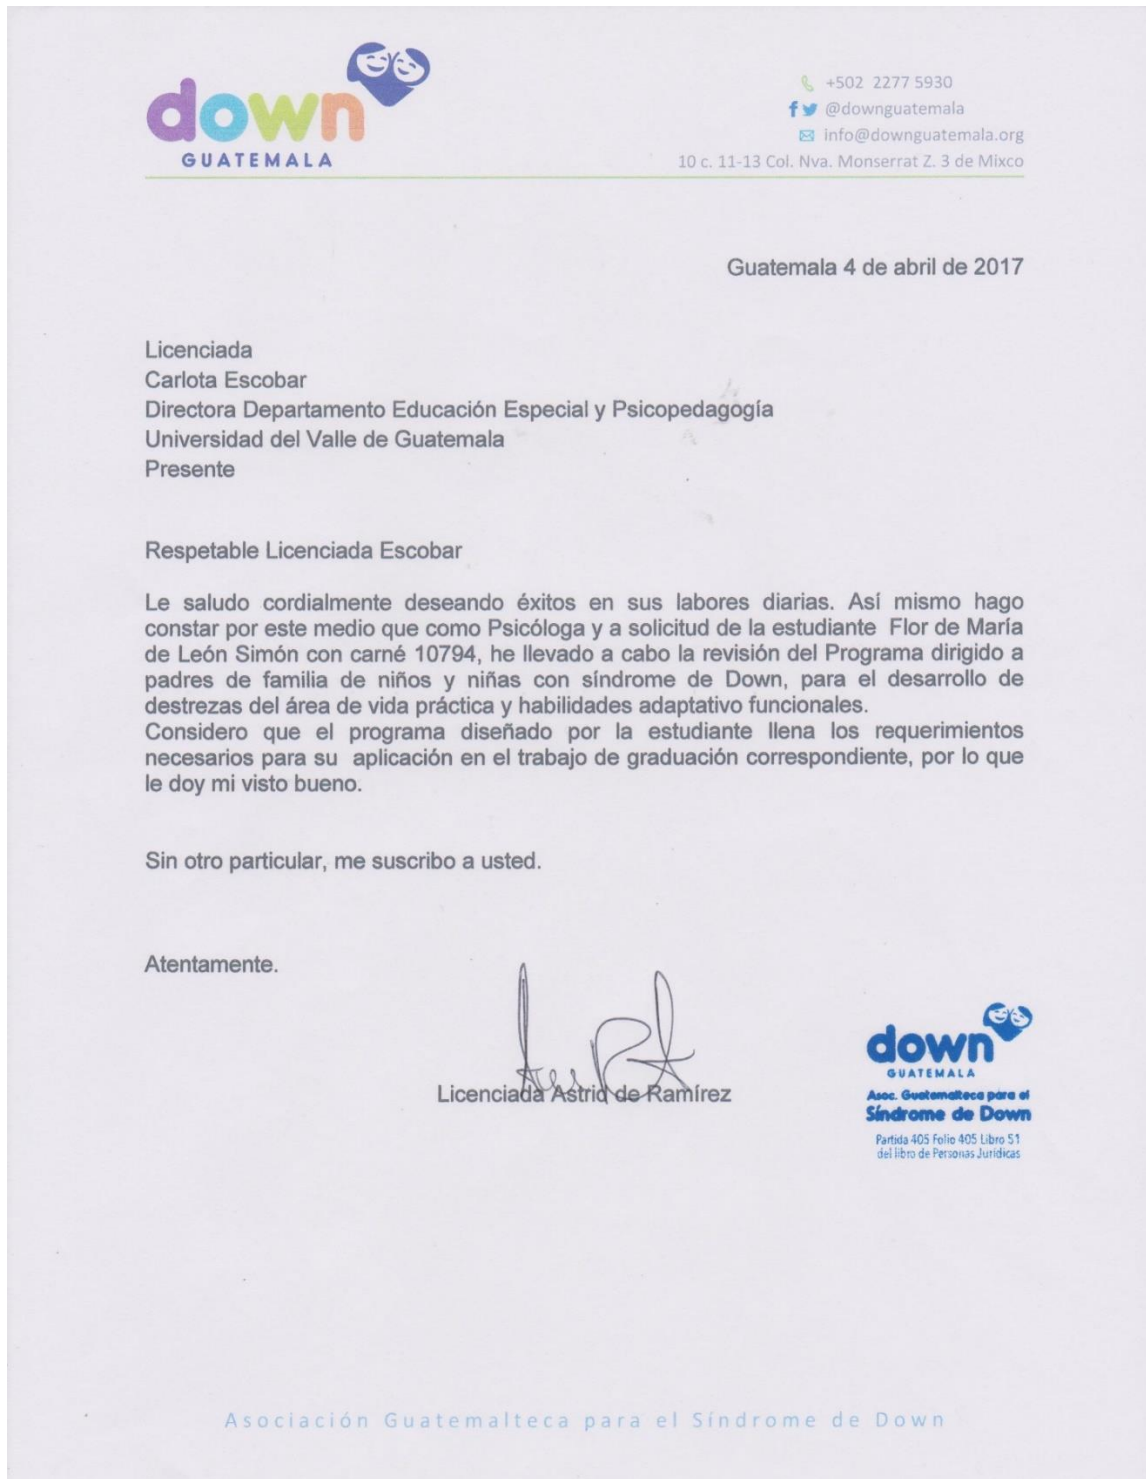 down
GUATEMALA
+502 2277 5930
@downguatemala
info@downguatemala.org
10 c. 11-13 Col. Nva. Monserrat Z. 3 de Mixco
Guatemala 4 de abril de 2017
Licenciada
Carlota Escobar
Directora Departamento Educación Especial y Psicopedagogía
Universidad del Valle de Guatemala
Presente
Respetable Licenciada Escobar
Le saludo cordialmente deseando éxitos en sus labores diarias. Así mismo hago
constar por este medio que como Psicóloga y a solicitud de la estudiante Flor de María
de León Simón con carné 10794, he llevado a cabo la revisión del Programa dirigido a
padres de familia de niños y niñas con síndrome de Down, para el desarrollo de
destrezas del área de vida práctica y habilidades adaptativo funcionales.
Considero que el programa diseñado por la estudiante llena los requerimientos
necesarios para su aplicación en el trabajo de graduación correspondiente, por lo que
le doy mi visto bueno.
Sin otro particular, me suscribo a usted.
Atentamente.
Licenciada Astrid de Ramírez
down
GUATEMALA
Asoc. Guatemalteca para el
Síndrome de Down
Partida 405 Folio 405 Libro 51
del libro de Personas Jurídicas
Asociación Guatemalteca para el Síndrome de Down